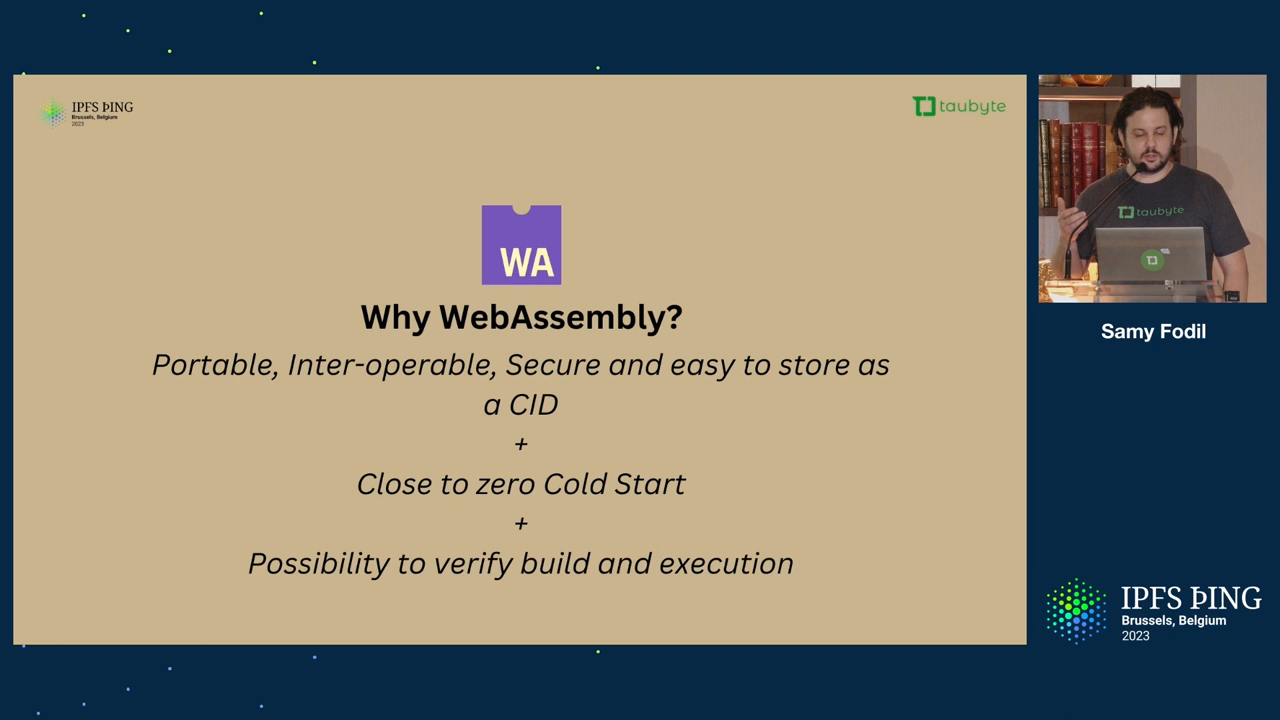 IPFS ÞING
Brussels, Belgium
2023
taubyte
WA
Why WebAssembly?
Portable, Inter-operable, Secure and easy to store as
a CID
+
Close to zero Cold Start
+
Possibility to verify build and execution
taubyte
Samy Fodil
IPFS ÞING
Brussels, Belgium
2023